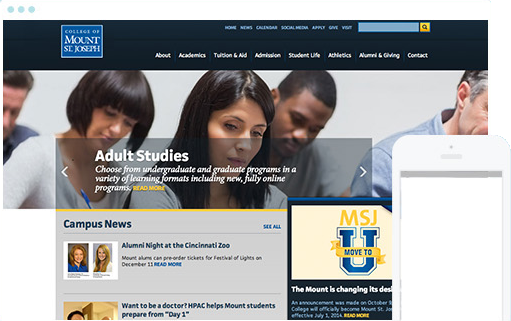 COLLEGE OF
MOUNT
ST. JOSEPH
HOME NEWS CALENDAR SOCIAL MEDIA APPLY GIVE VISIT
About Academics Tuition & Aid Admission Student Life Athletics Alumni & Giving Contact
Adult Studies
Choose from undergraduate and graduate programs in a
variety of learning formats including new, fully online
programs. READ MORE
Campus News
SEE ALL
Alumni Night at the Cincinnati Zoo
Mount alums can pre-order tickets for Festival of Lights on
December 11 READ MORE
Want to be a doctor? HPAC helps Mount students
prepare from "Day 1"
MSJ
U
MOVE TO
The Mount is changing its desi
An announcement was made on October 9
College will officially become Mount St. Jos
effective July 1, 2014. READ MORE